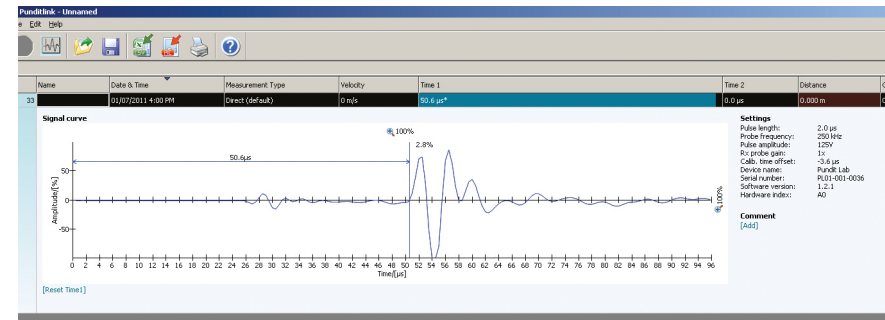 Punditlink - Unnamed
e Edit Help
Name Date & Time Measurement Type Velocity Time 1 Time 2 Distance
33 01/07/2011 4:00 PM Direct (default) 0 m/s 50.6 µs* 0.0 µs 0.000 m
Signal curve
100%
2.8%
50.6µs
50
0
-50
Amplitude/[%]
100%
0 2 4 6 8 10 12 14 16 18 20 22 24 26 28 30 32 34 36 38 40 42 44 46 48 50 52 54 56 58 60 62 64 66 68 70 72 74 76 78 80 82 84 86 88 90 92 94 96
Time/[µs]
[Reset Time1]
Settings
Pulse length: 2.0 µs
Probe frequency: 250 kHz
Pulse amplitude: 125V
Rx probe gain: 1x
Calib. time offset: -3.6 µs
Device name: Pundit Lab
Serial number: PL01-001-0036
Software version: 1.2.1
Hardware index: A0
Comment
[Add]